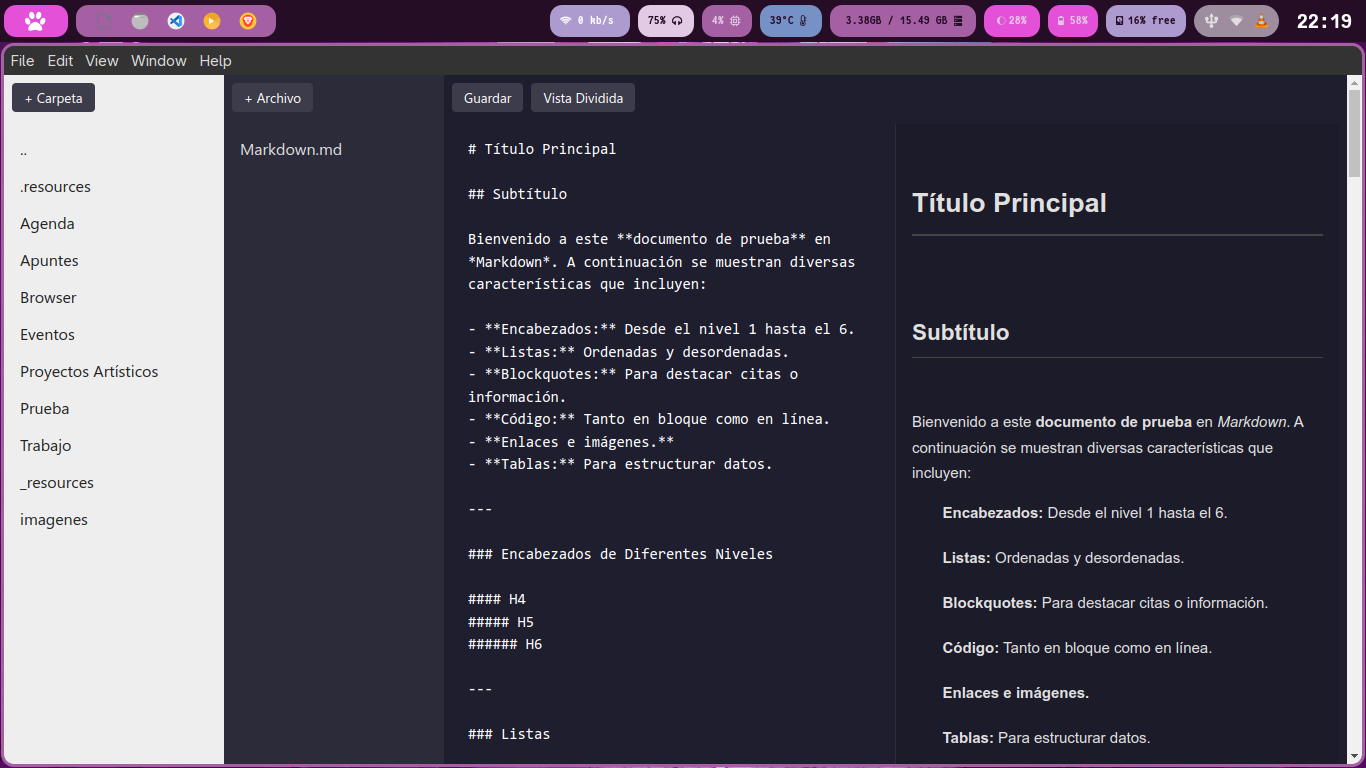 0 kb/s 75% 4% 39°C 3.38GB / 15.49 GB 28% 58% 16% free 22:19
File Edit View Window Help
+ Carpeta
..
.resources
Agenda
Apuntes
Browser
Eventos
Proyectos Artísticos
Prueba
Trabajo
_resources
imagenes
+ Archivo
Markdown.md
Guardar Vista Dividida
# Título Principal
## Subtítulo
Bienvenido a este **documento de prueba** en
*Markdown*. A continuación se muestran diversas
características que incluyen:
- **Encabezados:** Desde el nivel 1 hasta el 6.
- **Listas:** Ordenadas y desordenadas.
- **Blockquotes:** Para destacar citas o
información.
- **Código:** Tanto en bloque como en línea.
- **Enlaces e imágenes.**
- **Tablas:** Para estructurar datos.
---
### Encabezados de Diferentes Niveles
#### H4
##### H5
###### H6
---
### Listas
Título Principal
Subtítulo
Bienvenido a este documento de prueba en Markdown. A
continuación se muestran diversas características que
incluyen:
Encabezados: Desde el nivel 1 hasta el 6.
Listas: Ordenadas y desordenadas.
Blockquotes: Para destacar citas o información.
Código: Tanto en bloque como en línea.
Enlaces e imágenes.
Tablas: Para estructurar datos.